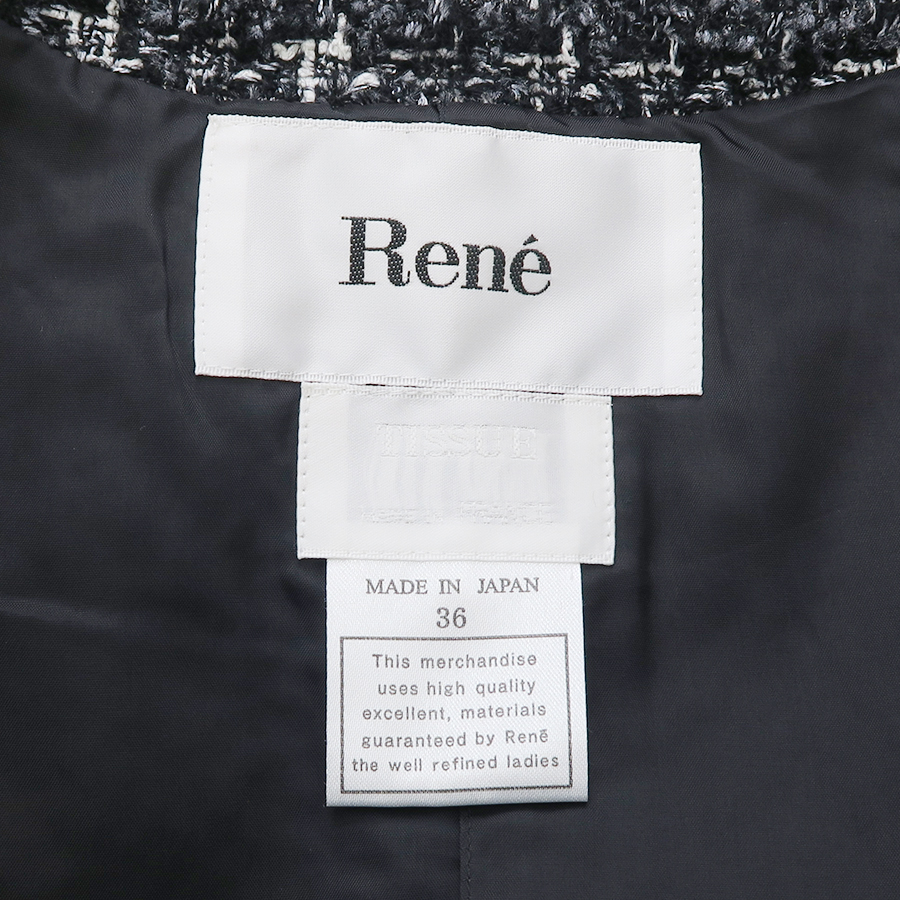 René
TISSUE
MADE IN JAPAN
36
This merchandise
uses high quality
excellent, materials
guaranteed by René
the well refined ladies